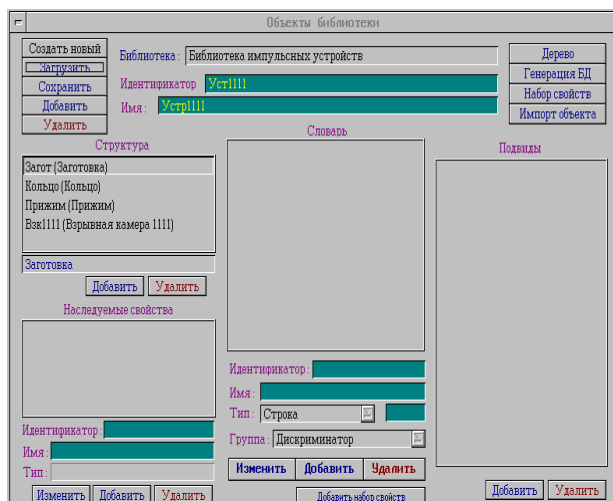 Объекты библиотеки
Создать новый
Загрузить
Сохранить
Добавить
Удалить
Библиотека: Библиотека импульсных устройств
Идентификатор Уст1111
Имя: Устр1111
Дерево
Генерация БД
Набор свойств
Импорт объекта
Структура
Загот (Заготовка)
Кольцо (Кольцо)
Прижим (Прижим)
Взк1111 (Взрывная камера 1111)
Заготовка
Добавить Удалить
Наследуемые свойства
Идентификатор:
Имя:
Тип:
Изменить Добавить Удалить
Словарь
Идентификатор:
Имя:
Тип: Строка
Группа: Дискриминатор
Изменить Добавить Удалить
Добавить набор свойств
Подвиды
Добавить Удалить